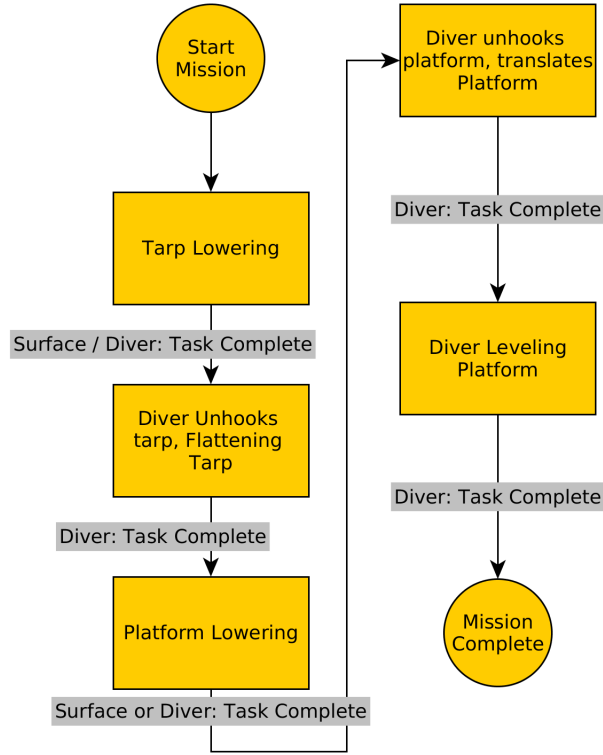 Start
Mission
Tarp Lowering
Surface / Diver: Task Complete
Diver Unhooks
tarp, Flattening
Tarp
Diver: Task Complete
Platform Lowering
Surface or Diver: Task Complete
Diver unhooks
platform, translates
Platform
Diver: Task Complete
Diver Leveling
Platform
Diver: Task Complete
Mission
Complete